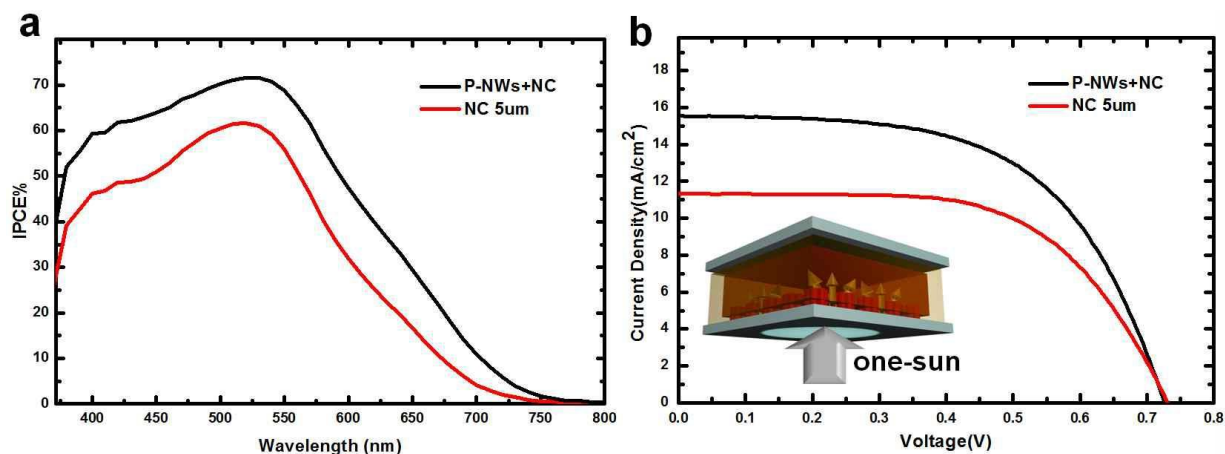 a
IPCE%
70
60
50
40
30
20
10
0
P-NWs+NC
NC 5um
400 450 500 550 600 650 700 750 800
Wavelength (nm)
b
Current Density(mA/cm²)
18
16
14
12
10
8
6
4
2
0
P-NWs+NC
NC 5um
one-sun
0.0 0.1 0.2 0.3 0.4 0.5 0.6 0.7 0.8
Voltage(V)